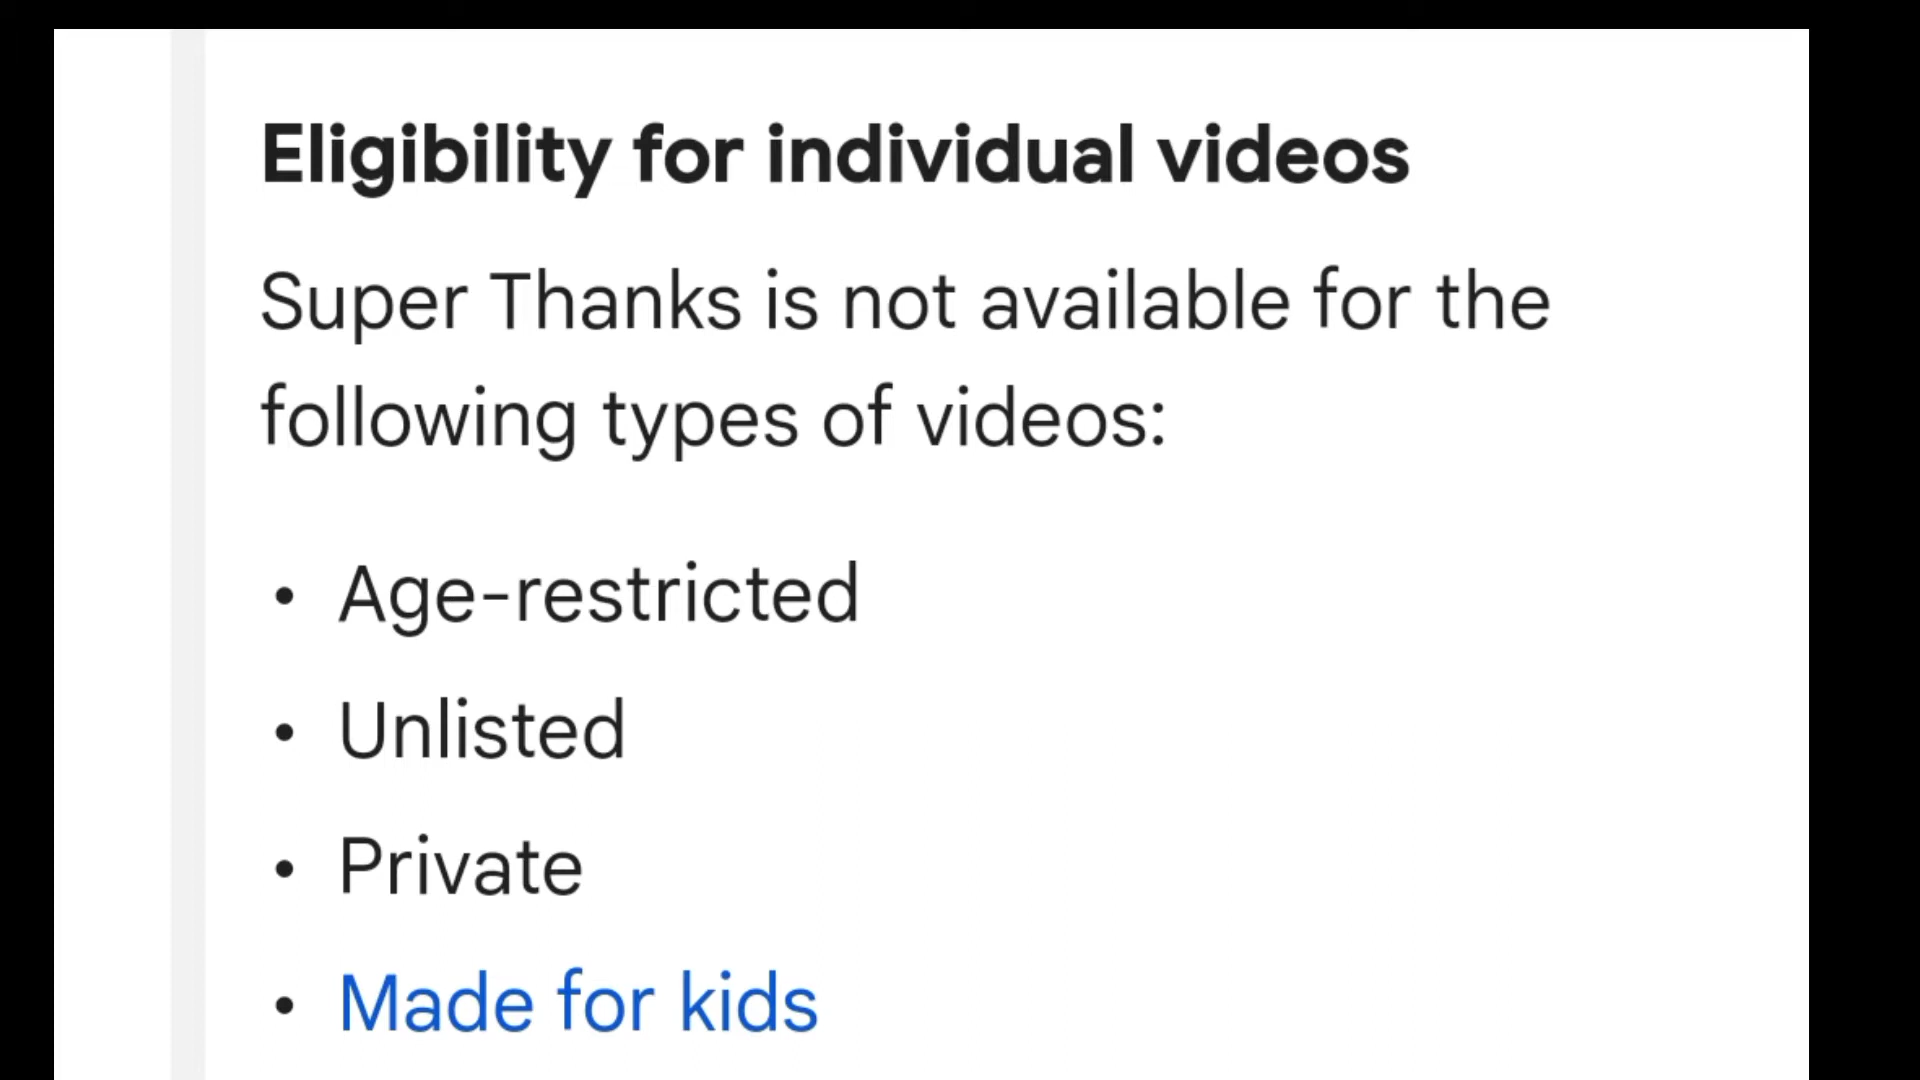 Eligibility for individual videos
Super Thanks is not available for the
following types of videos:
• Age-restricted
• Unlisted
• Private
• Made for kids